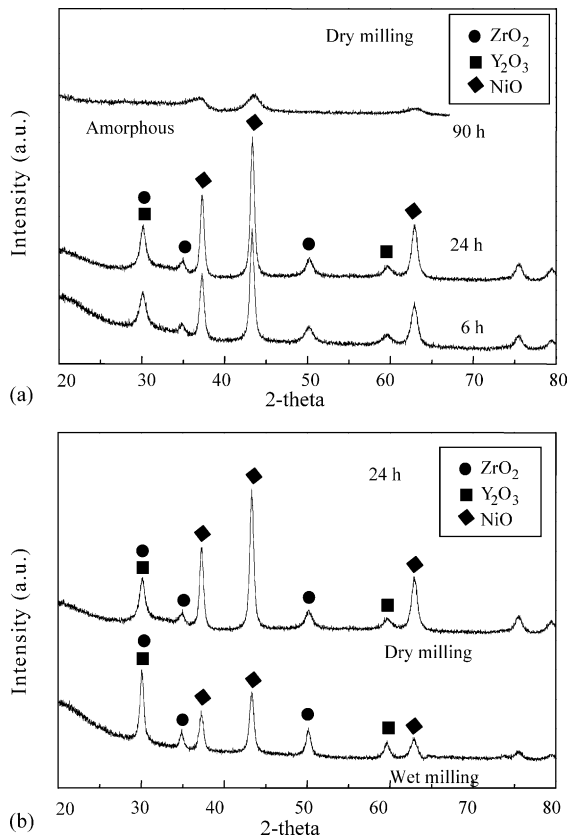 Dry milling
ZrO₂
Y₂O₃
NiO
Amorphous
90 h
24 h
6 h
Intensity (a.u.)
20 30 40 50 60 70 80
2-theta
(a)
24 h
ZrO₂
Y₂O₃
NiO
Dry milling
Wet milling
Intensity (a.u.)
20 30 40 50 60 70 80
2-theta
(b)